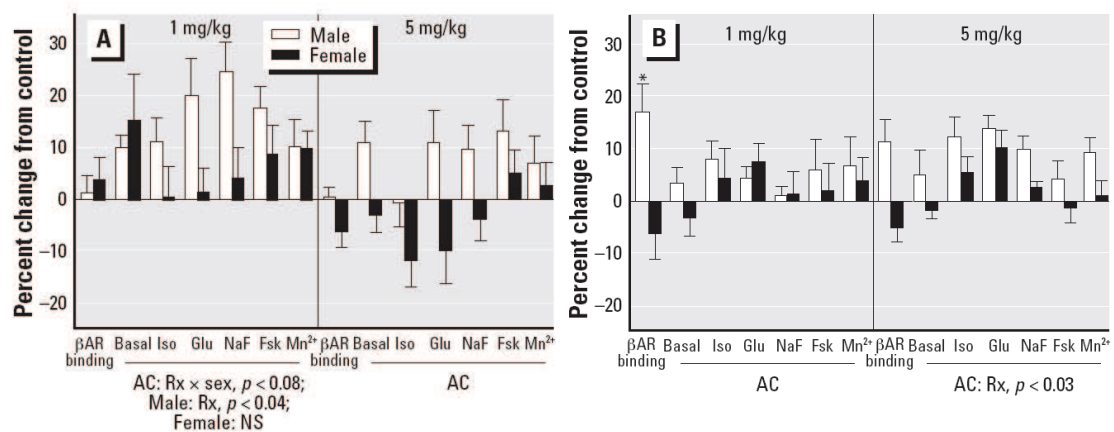 A
1 mg/kg
5 mg/kg
Male
Female
Percent change from control
30
20
10
0
–10
–20
βAR binding
Basal
Iso
Glu
NaF
Fsk
Mn²⁺
βAR binding
Basal
Iso
Glu
NaF
Fsk
Mn²⁺
AC: Rx × sex, p < 0.08;
Male: Rx, p < 0.04;
Female: NS
AC
B
1 mg/kg
5 mg/kg
*
Percent change from control
30
20
10
0
–10
–20
βAR binding
Basal
Iso
Glu
NaF
Fsk
Mn²⁺
βAR binding
Basal
Iso
Glu
NaF
Fsk
Mn²⁺
AC
AC: Rx, p < 0.03